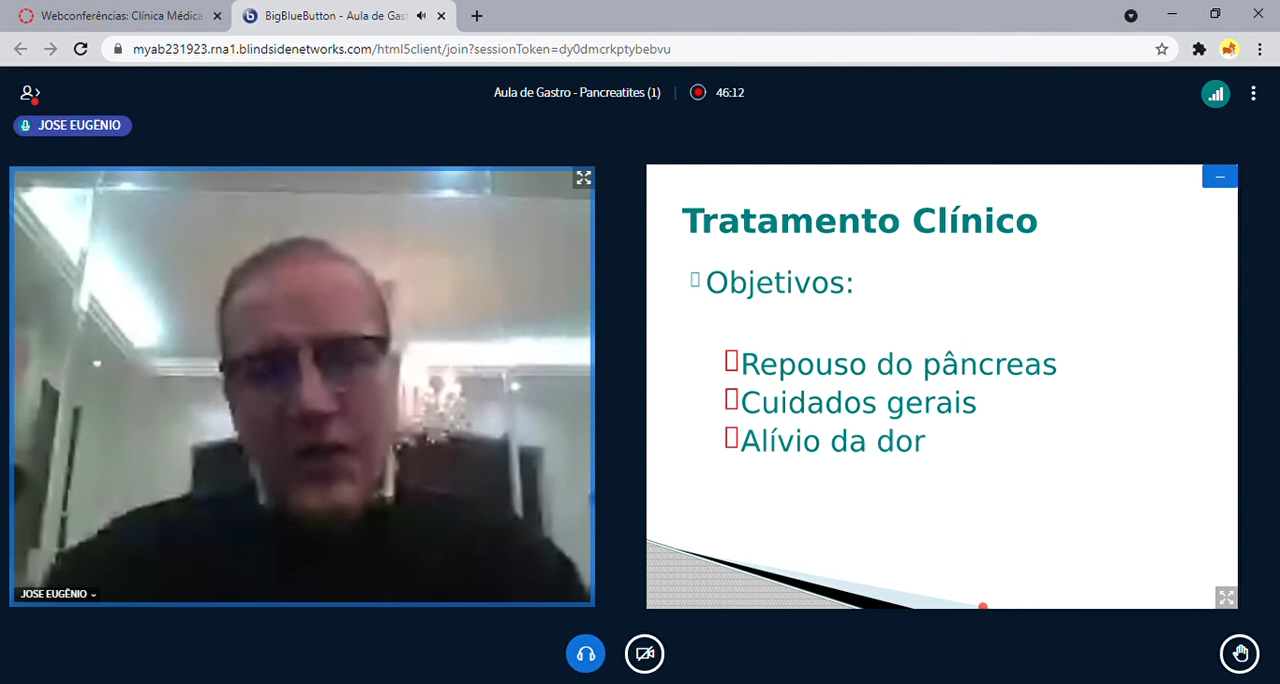 Webconferências: Clínica Médica
BigBlueButton - Aula de Gas
myab231923.rna1.blindsidenetworks.com/html5client/join?sessionToken=dy0dmcrkptybebvu
Aula de Gastro - Pancreatites (1)
46:12
JOSE EUGÊNIO
Tratamento Clínico
Objetivos:
Repouso do pâncreas
Cuidados gerais
Alívio da dor
JOSE EUGÊNIO